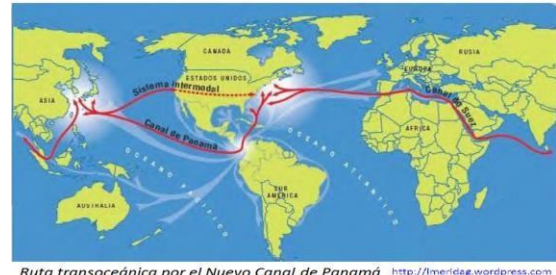 CANADA
RUSIA
EUROPA
ESTADOS UNIDOS
ASIA
Sistema Intermodal
Canal de Suez
Canal de Panamá
AFRICA
OCEANO PACIFICO
OCEANO ATLANTICO
SUR
AMERICA
AUSTRALIA
Ruta transoceánica por el Nuevo Canal de Panamá
http://lmeridag.wordpress.com